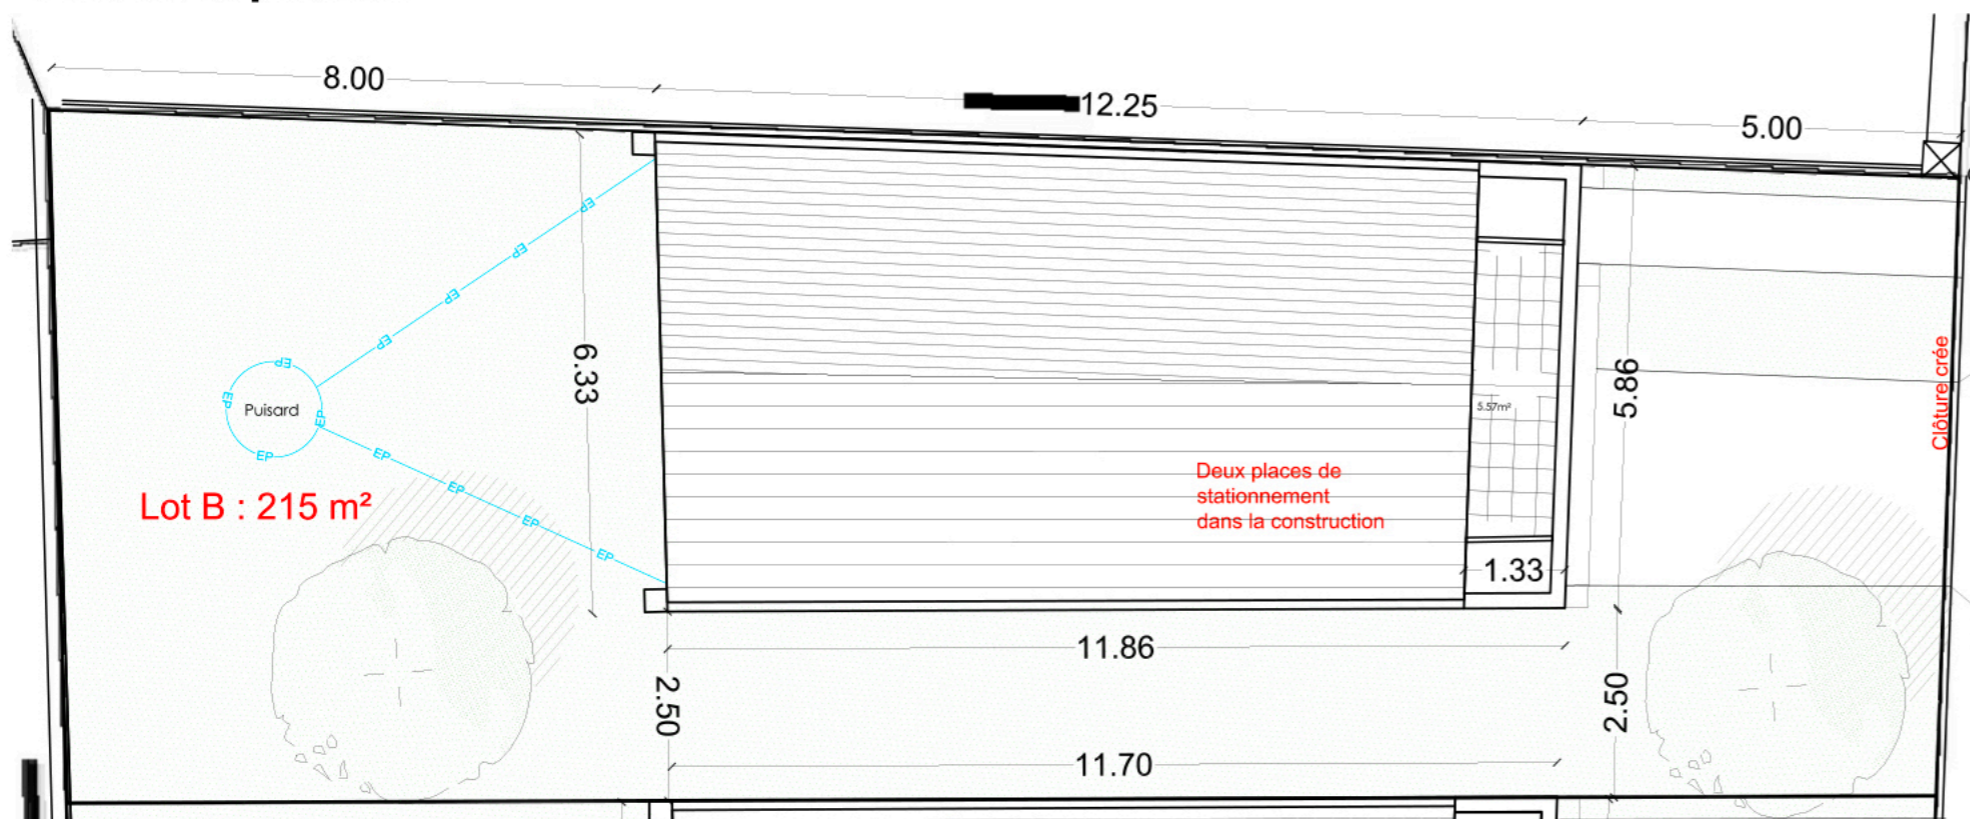 8.00
12.25
5.00
EP
EP
EP
EP
6.33
EP
EP
EP
EP
Puisard
EP
EP
EP
EP
Lot B : 215 m²
5.57m²
Deux places de
stationnement
dans la construction
1.33
5.86
Clôture crée
11.86
2.50
2.50
11.70